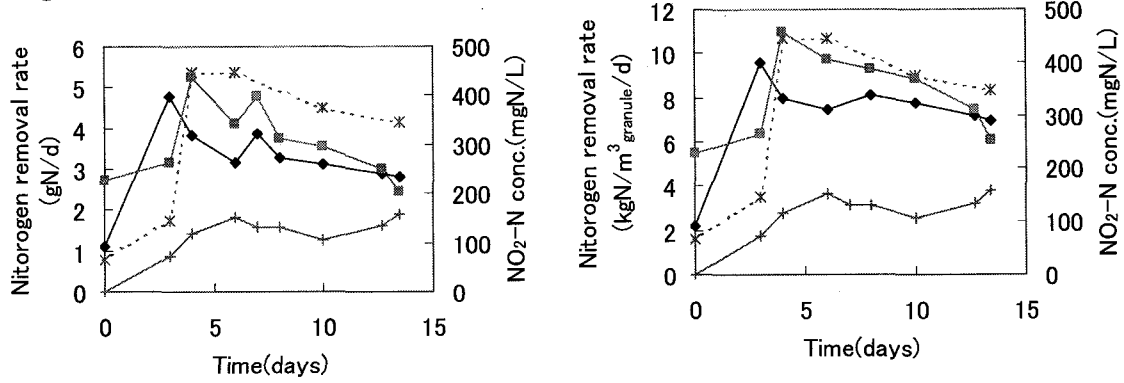 Nitorogen removal rate
(gN/d)
6
5
4
3
2
1
0
500
400
300
200
100
0
NO2-N conc.(mgN/L)
0 5 10 15
Time(days)
Nitorogen removal rate
(kgN/m3 granule/d)
12
10
8
6
4
2
0
500
400
300
200
100
0
NO2-N conc.(mgN/L)
0 5 10 15
Time(days)